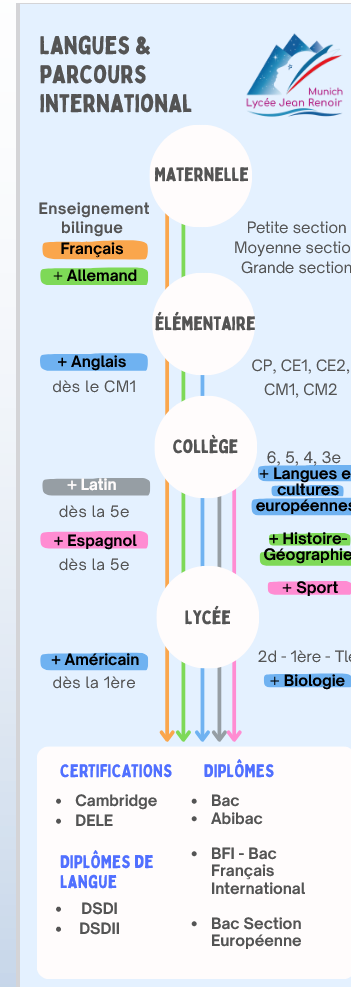 LANGUES &
PARCOURS
INTERNATIONAL
Munich
Lycée Jean Renoir
MATERNELLE
Enseignement
bilingue
Français
+ Allemand
Petite section
Moyenne sectio
Grande section
ÉLÉMENTAIRE
+ Anglais
dès le CM1
CP, CE1, CE2,
CM1, CM2
COLLÈGE
+ Latin
dès la 5e
+ Espagnol
dès la 5e
6, 5, 4, 3e
+ Langues e
cultures
européennes
+ Histoire-
Géographie
+ Sport
LYCÉE
+ Américain
dès la 1ère
2d - 1ère - Tle
+ Biologie
CERTIFICATIONS
• Cambridge
• DELE
DIPLÔMES DE
LANGUE
• DSDI
• DSDII
DIPLÔMES
• Bac
• Abibac
• BFI - Bac
Français
International
• Bac Section
Européenne